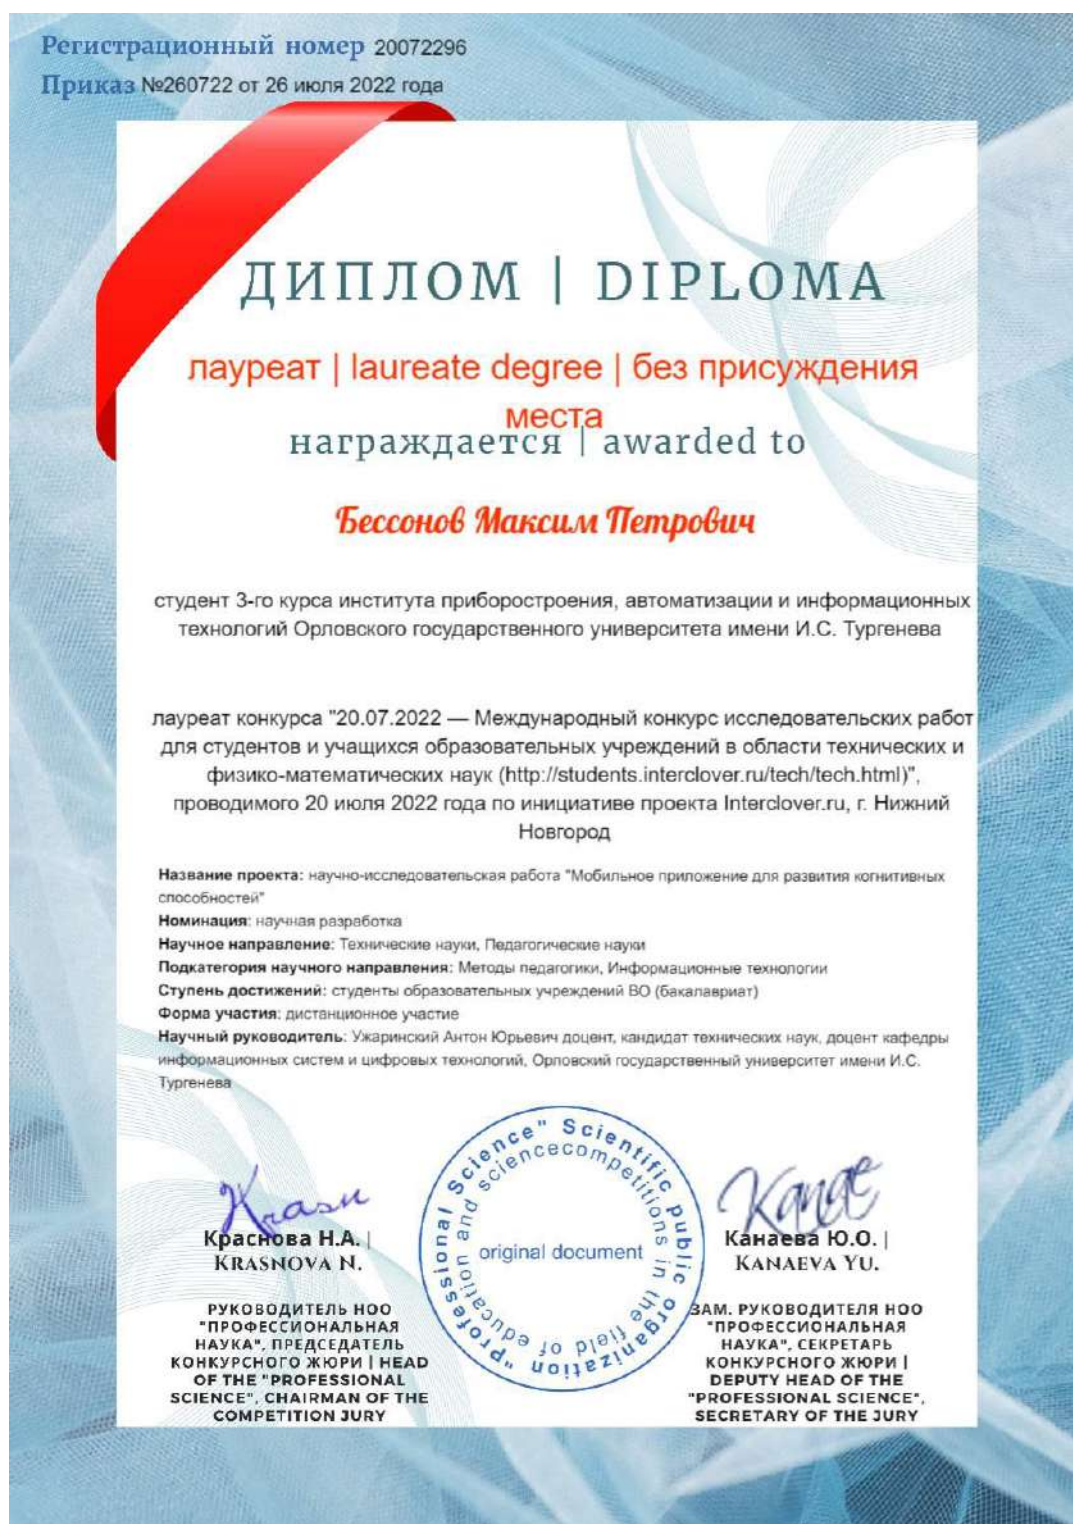 Регистрационный номер 20072296
Приказ №260722 от 26 июля 2022 года
ДИПЛОМ | DIPLOMA
лауреат | laureate degree | без присуждения
места
награждается | awarded to
Бессонов Максим Петрович
студент 3-го курса института приборостроения, автоматизации и информационных
технологий Орловского государственного университета имени И.С. Тургенева
лауреат конкурса "20.07.2022 — Международный конкурс исследовательских работ
для студентов и учащихся образовательных учреждений в области технических и
физико-математических наук (http://students.interclover.ru/tech/tech.html)",
проводимого 20 июля 2022 года по инициативе проекта Interclover.ru, г. Нижний
Новгород
Название проекта: научно-исследовательская работа "Мобильное приложение для развития когнитивных
способностей"
Номинация: научная разработка
Научное направление: Технические науки, Педагогические науки
Подкатегория научного направления: Методы педагогики, Информационные технологии
Ступень достижений: студенты образовательных учреждений ВО (бакалавриат)
Форма участия: дистанционное участие
Научный руководитель: Ужаринский Антон Юрьевич доцент, кандидат технических наук, доцент кафедры
информационных систем и цифровых технологий, Орловский государственный университет имени И.С.
Тургенева
"Professional Science" Scientific public organization
in the field of education and sciencecompetitions
original document
Krasn
Краснова Н.А. |
KRASNOVA N.
РУКОВОДИТЕЛЬ НОО
"ПРОФЕССИОНАЛЬНАЯ
НАУКА", ПРЕДСЕДАТЕЛЬ
КОНКУРСНОГО ЖЮРИ | HEAD
OF THE "PROFESSIONAL
SCIENCE", CHAIRMAN OF THE
COMPETITION JURY
Kanae
Канаева Ю.О. |
KANAEVA YU.
ЗАМ. РУКОВОДИТЕЛЯ НОО
"ПРОФЕССИОНАЛЬНАЯ
НАУКА", СЕКРЕТАРЬ
КОНКУРСНОГО ЖЮРИ |
DEPUTY HEAD OF THE
"PROFESSIONAL SCIENCE",
SECRETARY OF THE JURY